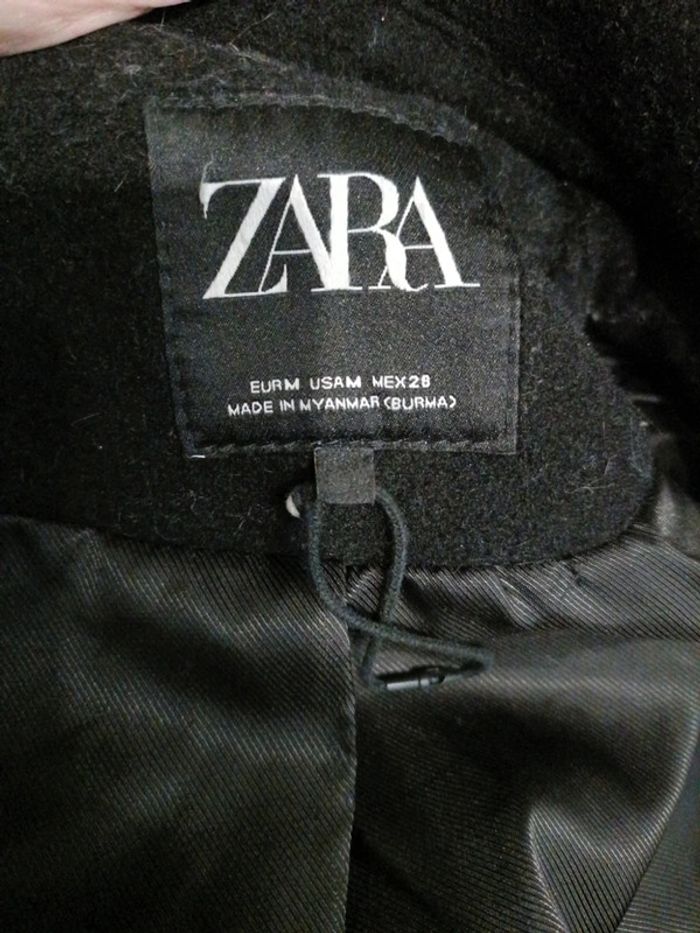 ZARA
EUR M USA M MEX 28
MADE IN MYANMAR (BURMA)